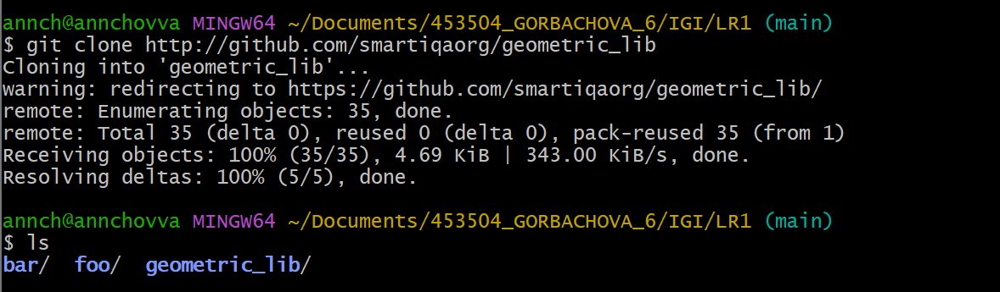 annch@annchovva MINGW64 ~/Documents/453504_GORBACHOVA_6/IGI/LR1 (main)
$ git clone http://github.com/smartiqaorg/geometric_lib
Cloning into 'geometric_lib'...
warning: redirecting to https://github.com/smartiqaorg/geometric_lib/
remote: Enumerating objects: 35, done.
remote: Total 35 (delta 0), reused 0 (delta 0), pack-reused 35 (from 1)
Receiving objects: 100% (35/35), 4.69 KiB | 343.00 KiB/s, done.
Resolving deltas: 100% (5/5), done.
annch@annchovva MINGW64 ~/Documents/453504_GORBACHOVA_6/IGI/LR1 (main)
$ ls
bar/  foo/  geometric_lib/